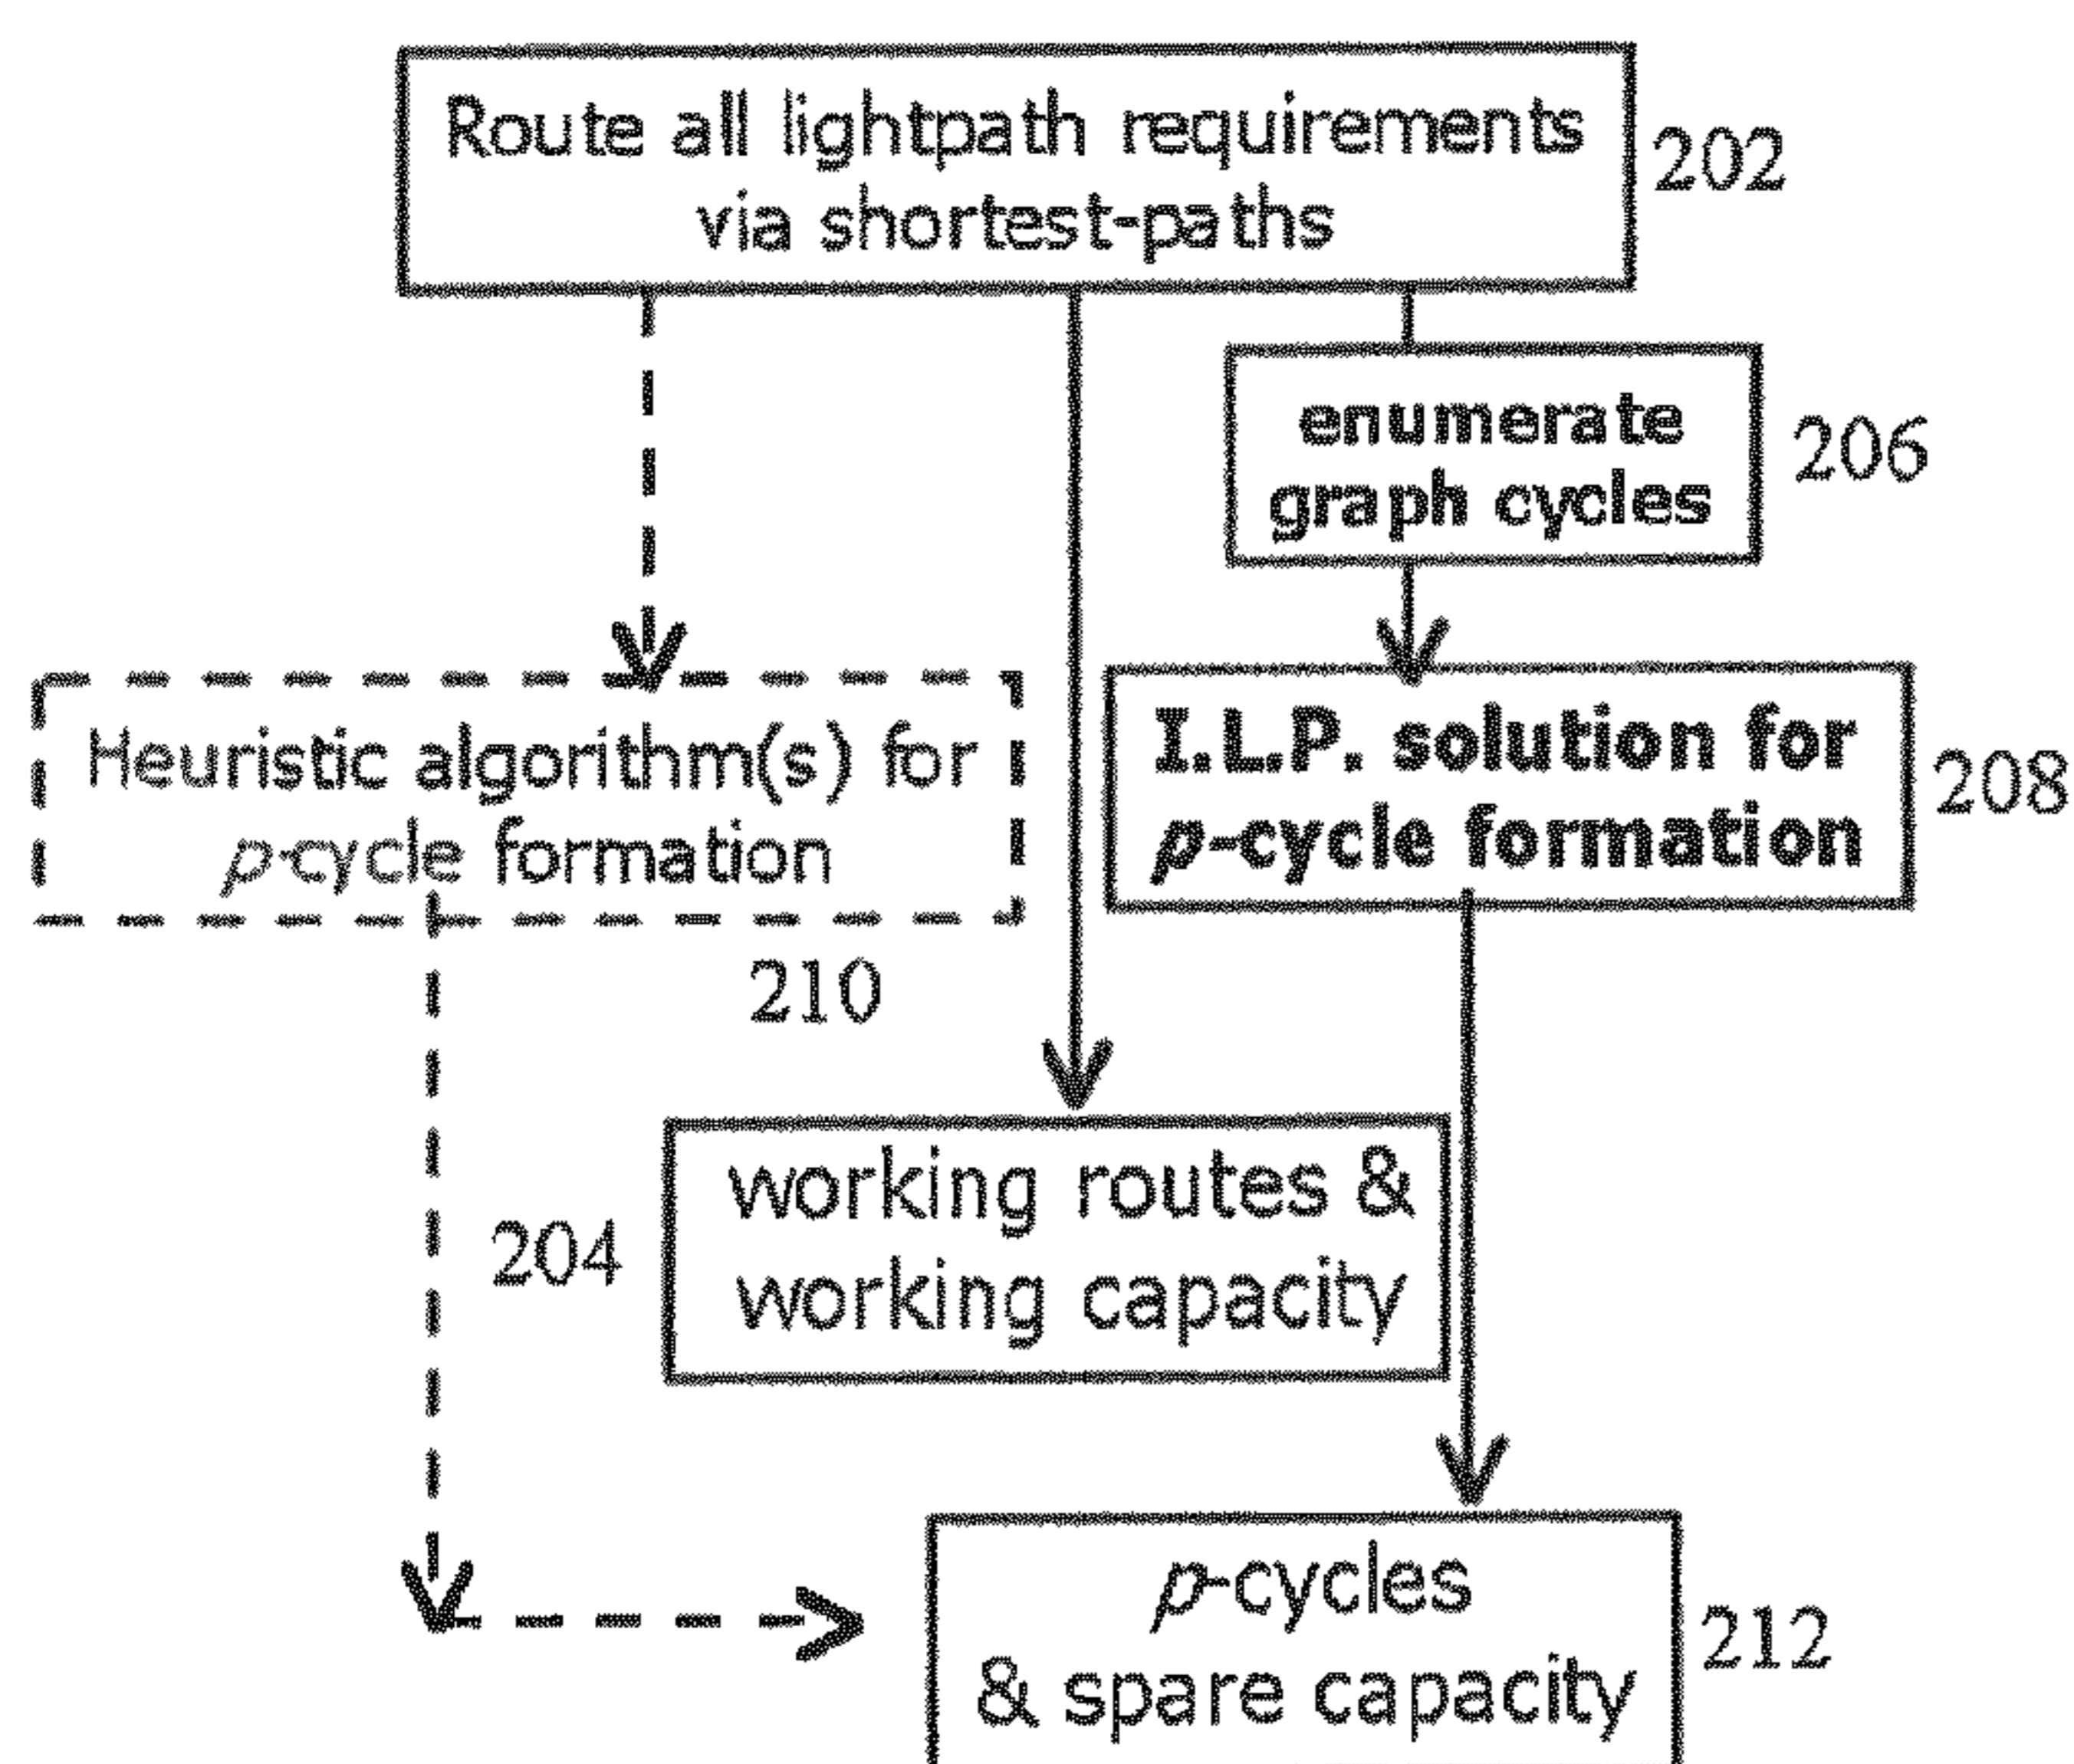 Route all lightpath requirements
via shortest-paths
202
enumerate
graph cycles
206
Heuristic algorithm(s) for
p-cycle formation
210
I.L.P. solution for
p-cycle formation
208
working routes &
working capacity
204
p-cycles
& spare capacity
212